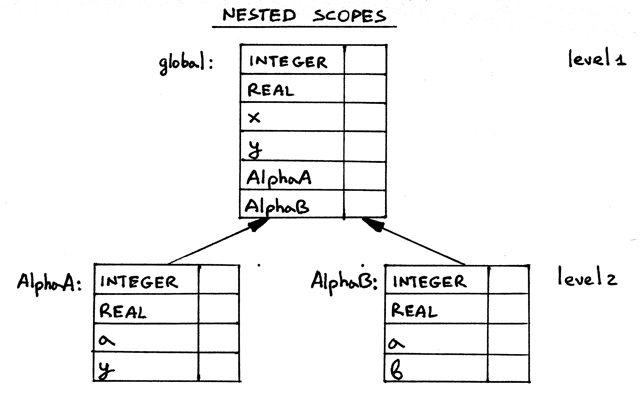 NESTED SCOPES
global:
INTEGER
level 1
REAL
x
y
AlphaA
AlphaB
AlphaA:
INTEGER
REAL
a
y
AlphaB:
INTEGER
level 2
REAL
a
b